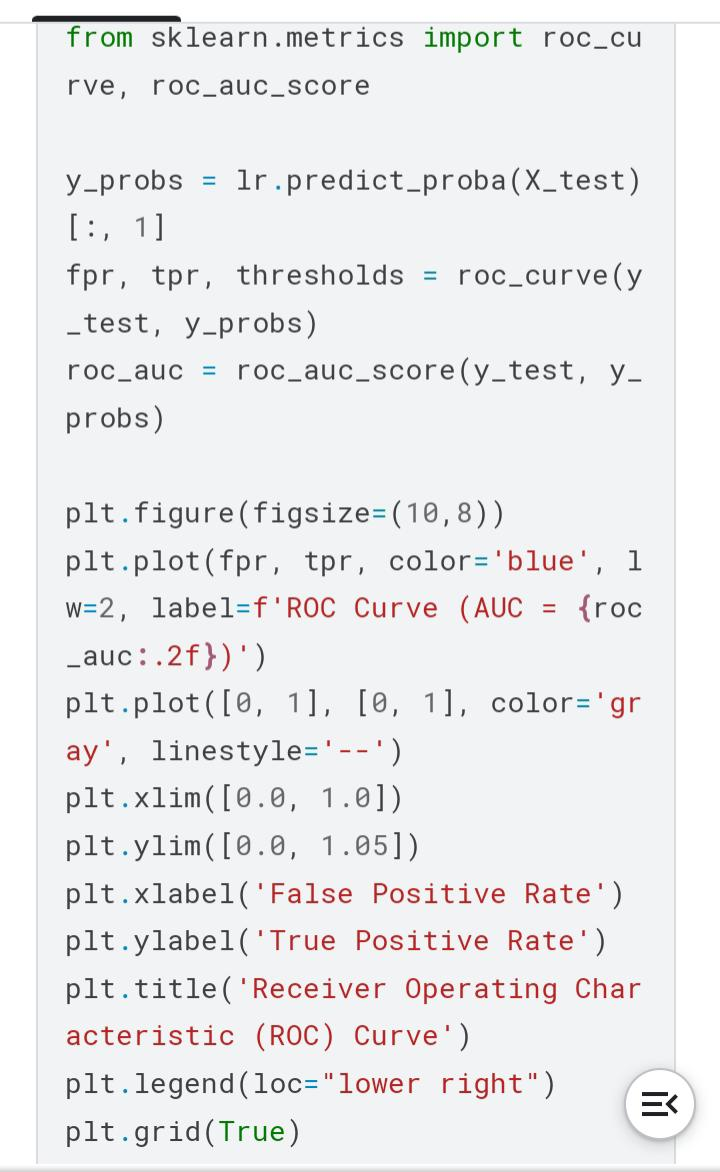 from sklearn.metrics import roc_cu
rve, roc_auc_score
y_probs = lr.predict_proba(X_test)
[:, 1]
fpr, tpr, thresholds = roc_curve(y
_test, y_probs)
roc_auc = roc_auc_score(y_test, y_
probs)
plt.figure(figsize=(10,8))
plt.plot(fpr, tpr, color='blue', l
w=2, label=f'ROC Curve (AUC = {roc
_auc:.2f})')
plt.plot([0, 1], [0, 1], color='gr
ay', linestyle='--')
plt.xlim([0.0, 1.0])
plt.ylim([0.0, 1.05])
plt.xlabel('False Positive Rate')
plt.ylabel('True Positive Rate')
plt.title('Receiver Operating Char
acteristic (ROC) Curve')
plt.legend(loc="lower right")
plt.grid(True)